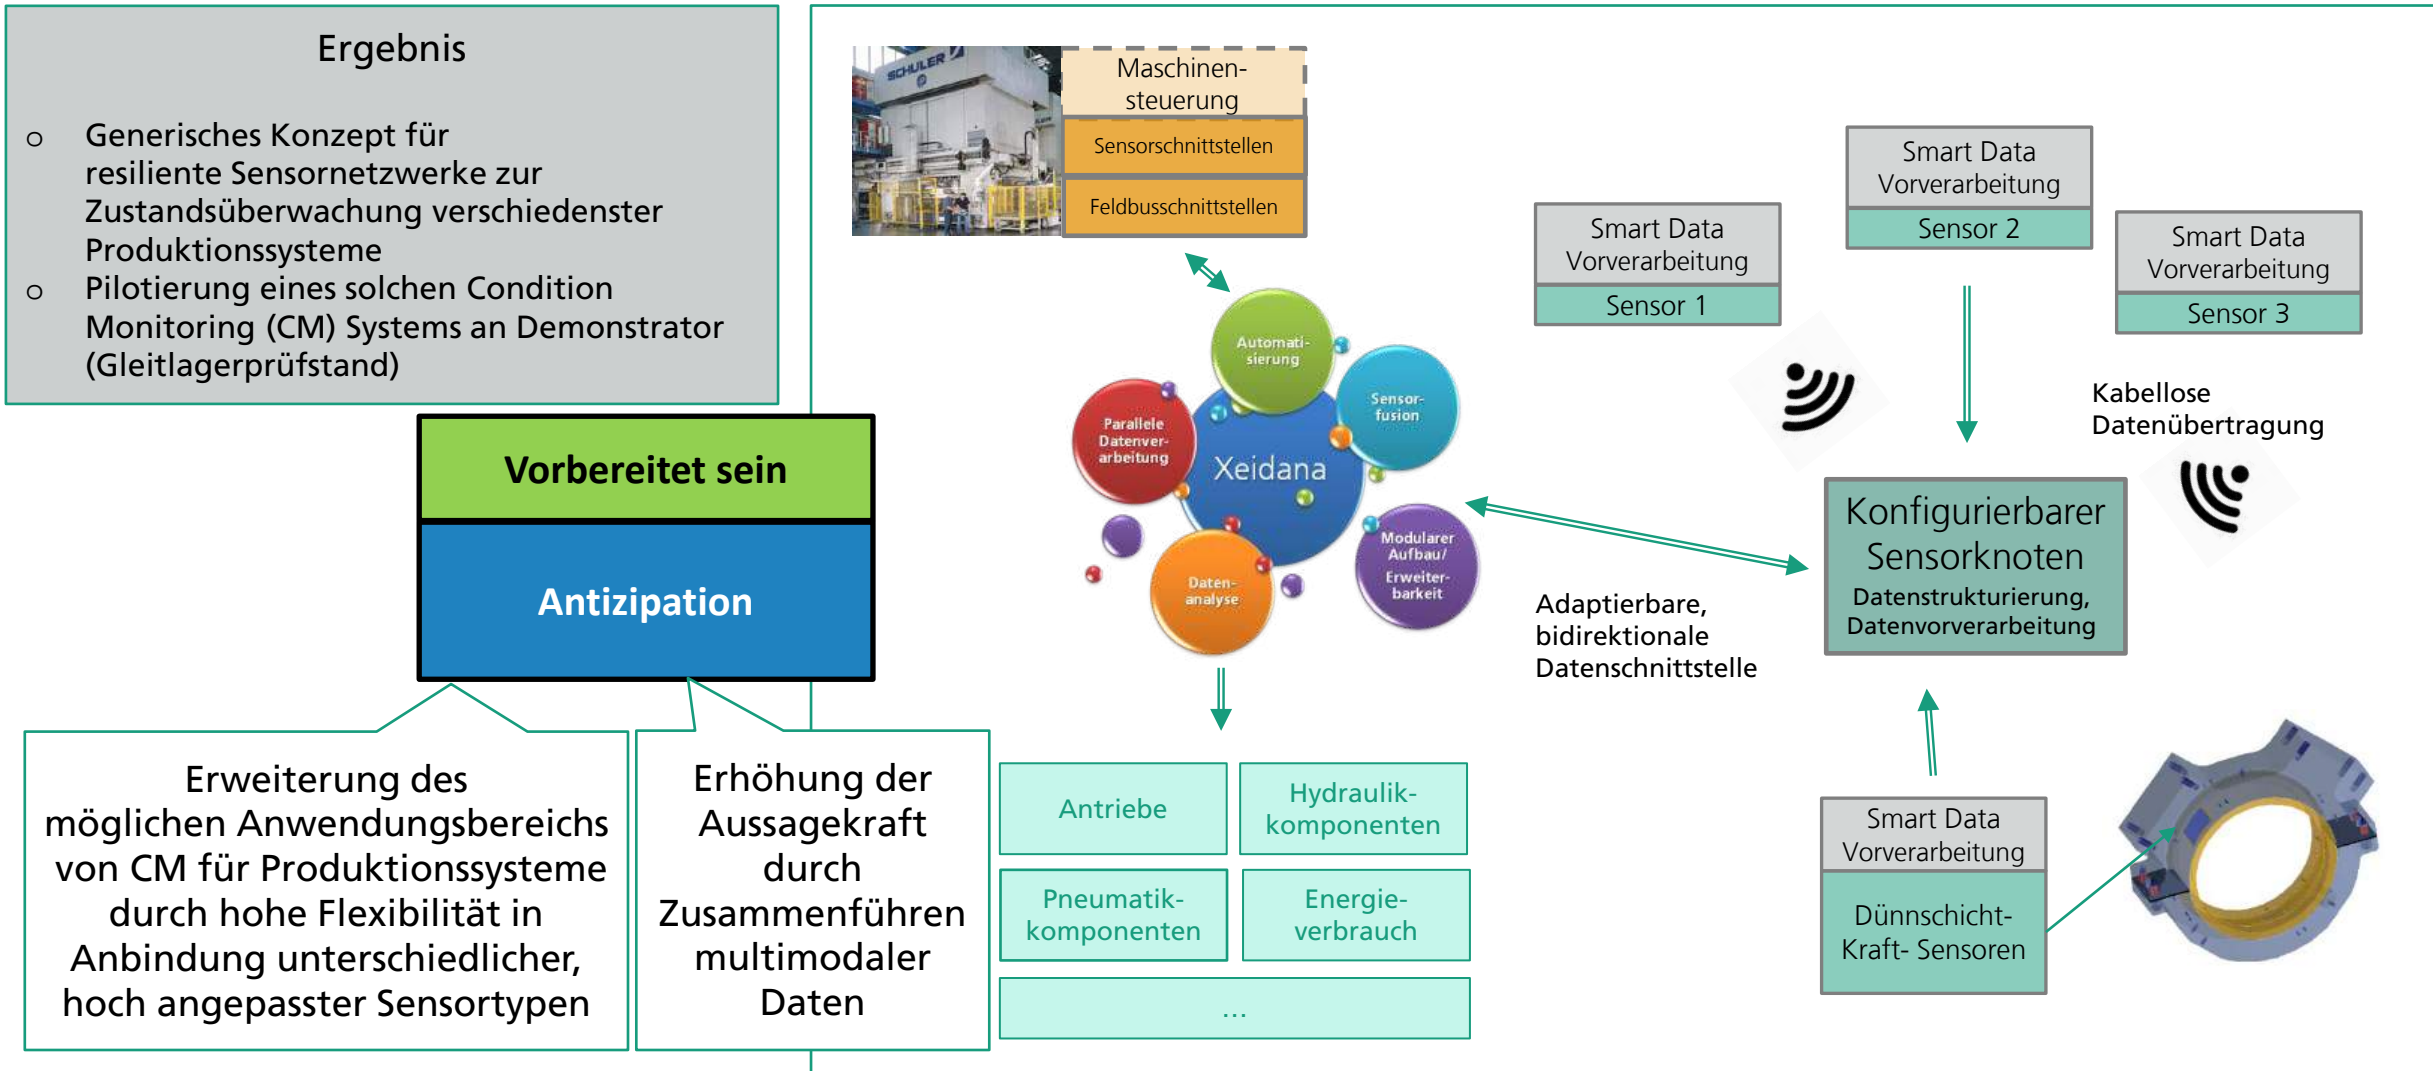 Ergebnis
o Generisches Konzept für
resiliente Sensornetzwerke zur
Zustandsüberwachung verschiedenster
Produktionssysteme
o Pilotierung eines solchen Condition
Monitoring (CM) Systems an Demonstrator
(Gleitlagerprüfstand)
Vorbereitet sein
Antizipation
Erweiterung des
möglichen Anwendungsbereichs
von CM für Produktionssysteme
durch hohe Flexibilität in
Anbindung unterschiedlicher,
hoch angepasster Sensortypen
Erhöhung der
Aussagekraft
durch
Zusammenführen
multimodaler
Daten
SCHULER
Maschinen-
steuerung
Sensorschnittstellen
Feldbusschnittstellen
Automati-
sierung
Sensor-
fusion
Parallele
Datenver-
arbeitung
Xeidana
Modularer
Aufbau/
Erweiter-
barkeit
Daten-
analyse
Antriebe
Hydraulik-
komponenten
Pneumatik-
komponenten
Energie-
verbrauch
...
Smart Data
Vorverarbeitung
Sensor 1
Smart Data
Vorverarbeitung
Sensor 2
Smart Data
Vorverarbeitung
Sensor 3
Kabellose
Datenübertragung
Konfigurierbarer
Sensorknoten
Datenstrukturierung,
Datenvorverarbeitung
Adaptierbare,
bidirektionale
Datenschnittstelle
Smart Data
Vorverarbeitung
Dünnschicht-
Kraft- Sensoren